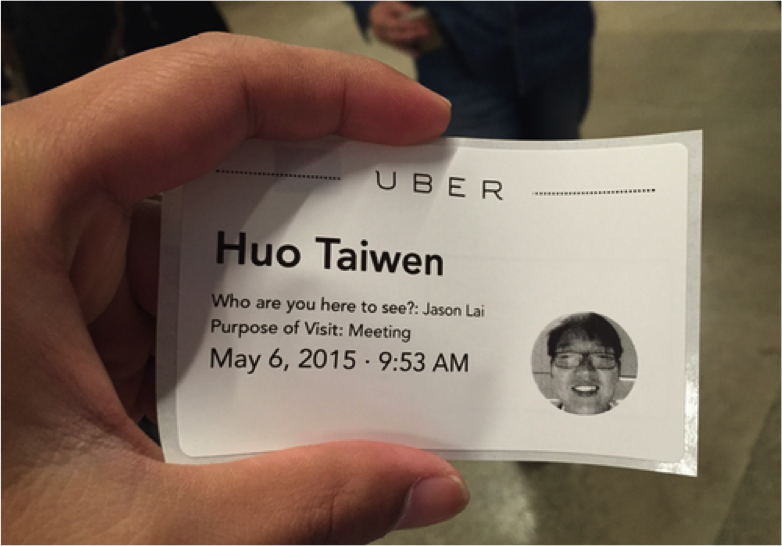 UBER
Huo Taiwen
Who are you here to see?: Jason Lai
Purpose of Visit: Meeting
May 6, 2015 · 9:53 AM